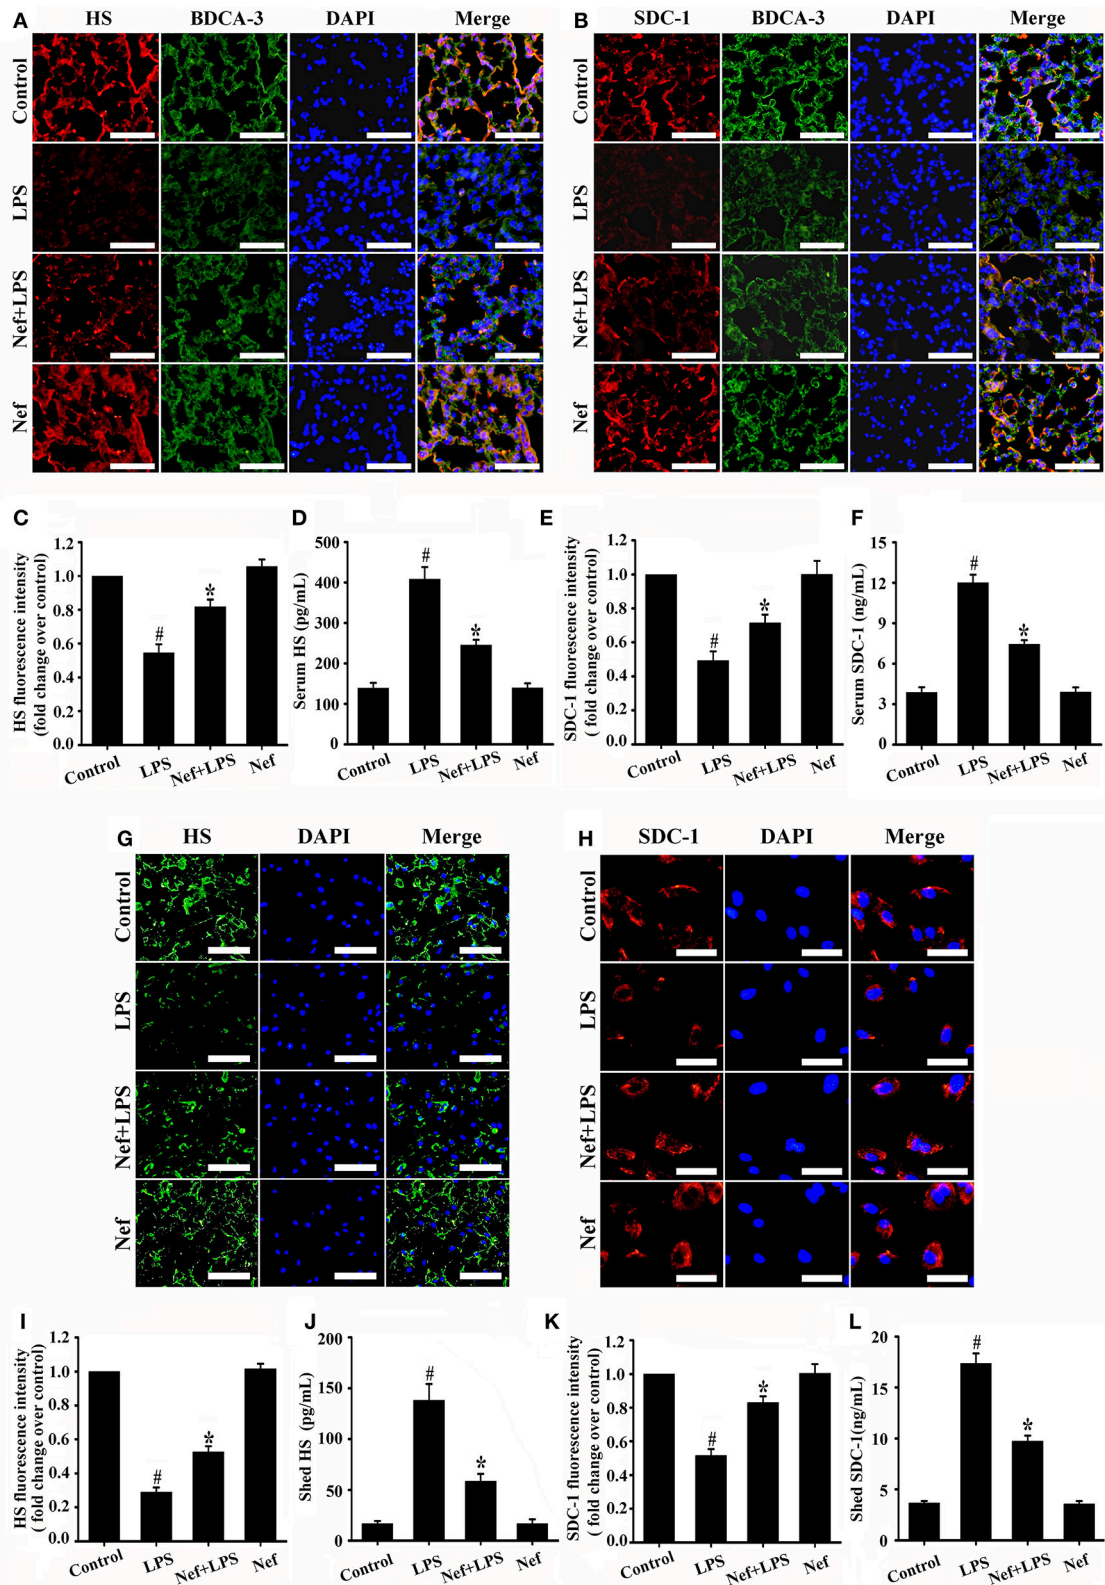 A HS BDCA-3 DAPI Merge
B SDC-1 BDCA-3 DAPI Merge
Control
LPS
Nef+LPS
Nef
Control
LPS
Nef+LPS
Nef
C
HS fluorescence intensity
(fold change over control)
1.2
1.0
0.8
0.6
0.4
0.2
0.0
#
*
Control LPS Nef+LPS Nef
D
Serum HS (pg/mL)
500
400
300
200
100
0
#
*
Control LPS Nef+LPS Nef
E
SDC-1 fluorescence intensity
( fold change over control)
1.2
1.0
0.8
0.6
0.4
0.2
0.0
#
*
Control LPS Nef+LPS Nef
F
Serum SDC-1 (ng/mL)
15
12
9
6
3
0
#
*
Control LPS Nef+LPS Nef
G HS DAPI Merge
Control
LPS
Nef+LPS
Nef
H SDC-1 DAPI Merge
Control
LPS
Nef+LPS
Nef
I
HS fluorescence intensity
( fold change over control)
1.2
1.0
0.8
0.6
0.4
0.2
0.0
#
*
Control LPS Nef+LPS Nef
J
Shed HS (pg/mL)
200
150
100
50
0
#
*
Control LPS Nef+LPS Nef
K
SDC-1 fluorescence intensity
( fold change over control)
1.2
1.0
0.8
0.6
0.4
0.2
0.0
#
*
Control LPS Nef+LPS Nef
L
Shed SDC-1(ng/mL)
20
15
10
5
0
#
*
Control LPS Nef+LPS Nef